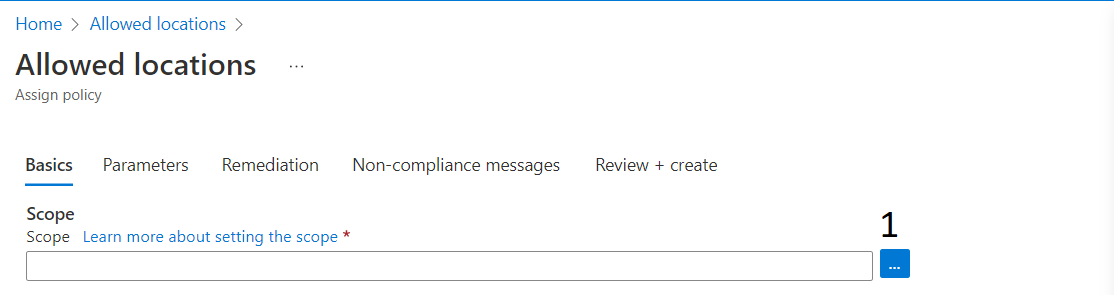 Home > Allowed locations >
Allowed locations ...
Assign policy
Basics Parameters Remediation Non-compliance messages Review + create
Scope
Scope Learn more about setting the scope *
1
...